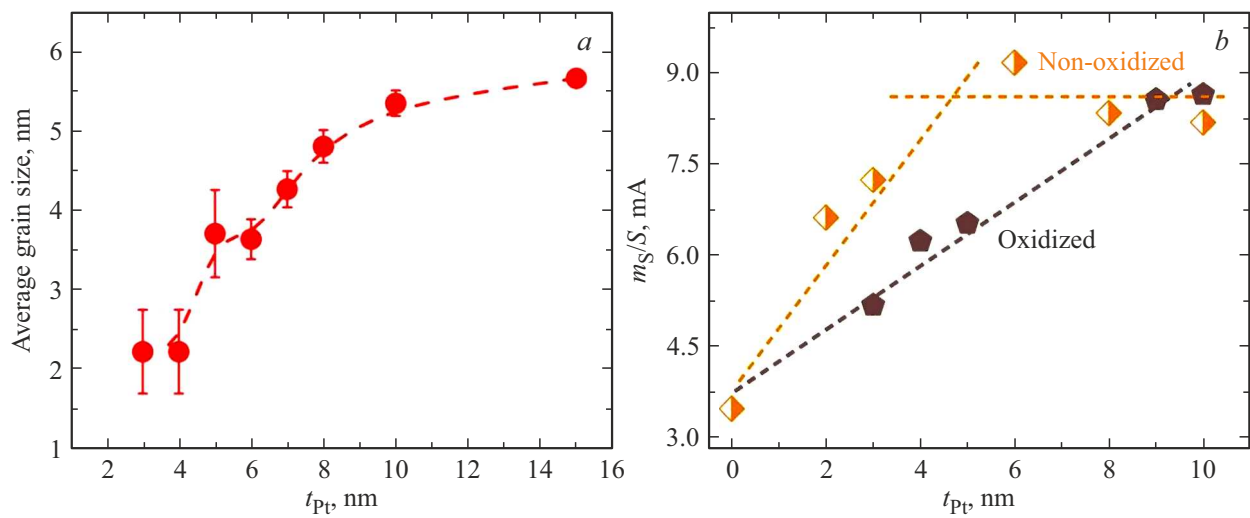 a
Average grain size, nm
6
5
4
3
2
1
2 4 6 8 10 12 14 16
t_Pt, nm
b
Non-oxidized
Oxidized
m_S/S, mA
9.0
7.5
6.0
4.5
3.0
0 2 4 6 8 10
t_Pt, nm